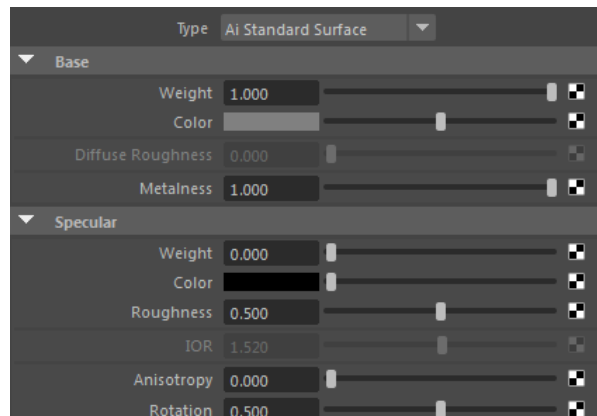 Type Ai Standard Surface
Base
Weight 1.000
Color
Diffuse Roughness 0.000
Metalness 1.000
Specular
Weight 0.000
Color
Roughness 0.500
IOR 1.520
Anisotropy 0.000
Rotation 0.500